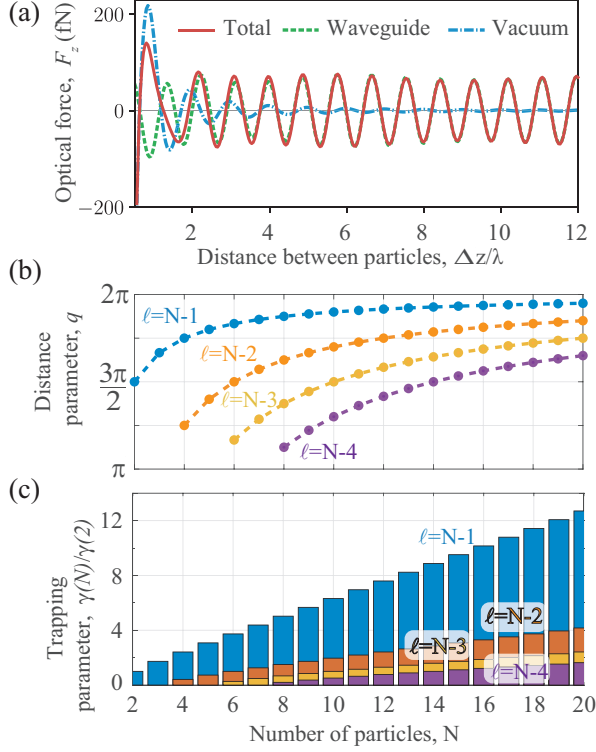 (a)
Optical force, F_z (fN)
200
0
−200
Total
Waveguide
Vacuum
2 4 6 8 10 12
Distance between particles, Δz/λ
(b)
Distance
parameter, q
2π
3π
2
π
ℓ=N-1
ℓ=N-2
ℓ=N-3
ℓ=N-4
(c)
Trapping
parameter, γ(N)/γ(2)
12
8
4
0
ℓ=N-1
ℓ=N-2
ℓ=N-3
ℓ=N-4
2 4 6 8 10 12 14 16 18 20
Number of particles, N